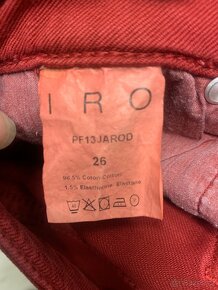 IRO
PF13JAROD
26
98.5% Coton Cotton
1.5% Elasthanne Elastane